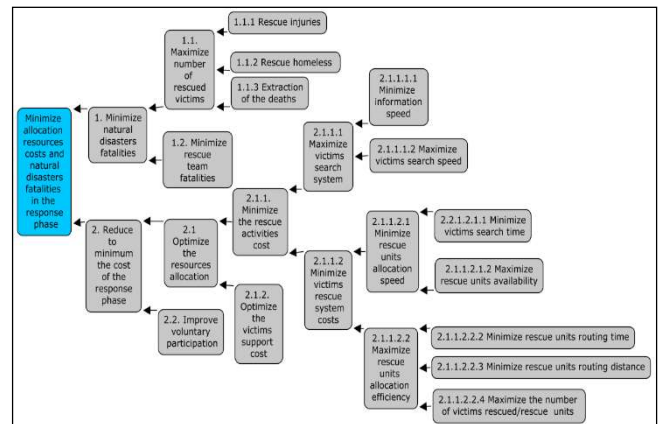 Minimize
allocation
resources
costs and
natural
disasters
fatalities
in the
response
phase
1. Minimize
natural
disasters
fatalities
1.1.
Maximize
number
of
rescued
victims
1.1.1 Rescue injuries
1.1.2 Rescue homeless
1.1.3 Extraction
of the deaths
1.2. Minimize
rescue
team
fatalities
2. Reduce
to
minimum
the cost
of the
response
phase
2.1
Optimize
the
resources
allocation
2.1.1.
Minimize
the rescue
activities
cost
2.1.1.1
Maximize
victims
search
system
2.1.1.1.1
Minimize
information
speed
2.1.1.1.2 Maximize
victims search speed
2.1.1.2
Minimize
victims
rescue
system
costs
2.1.1.2.1
Minimize
rescue
units
allocation
speed
2.2.1.2.1.1 Minimize
victims search time
2.1.1.2.1.2 Maximize
rescue units availability
2.1.1.2.2
Maximize
rescue
units
allocation
efficiency
2.1.1.2.2.2 Minimize rescue units routing time
2.1.1.2.2.3 Minimize rescue units routing distance
2.1.1.2.2.4 Maximize the number
of victims rescued/rescue units
2.1.2.
Optimize
the
victims
support
cost
2.2. Improve
voluntary
participation